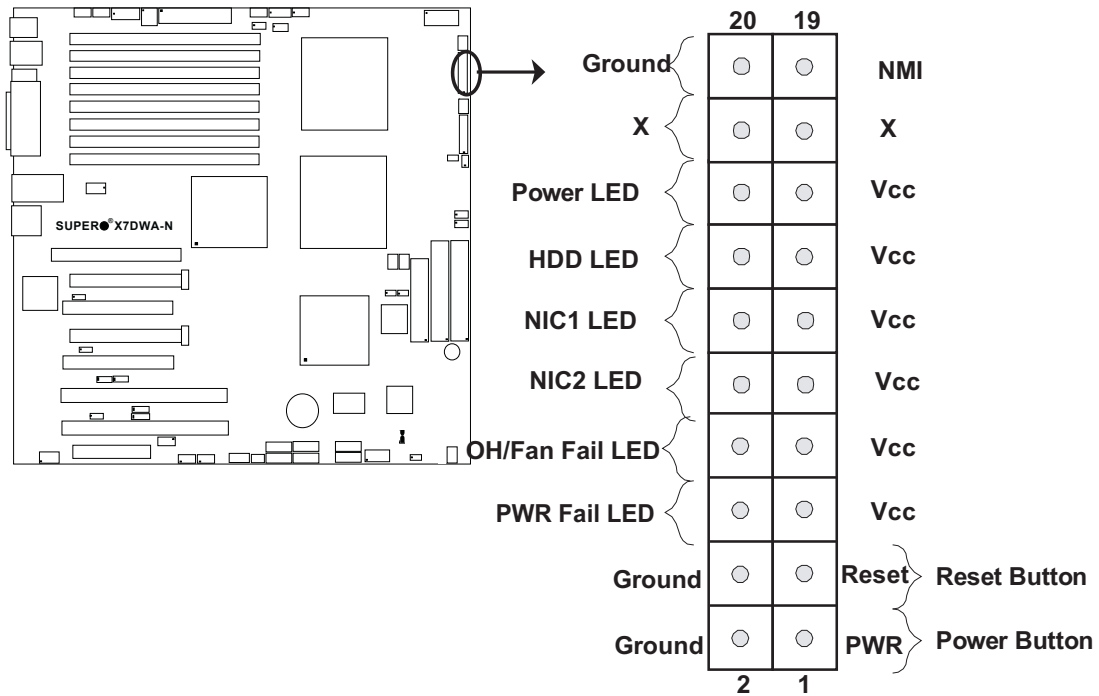 20 19
Ground NMI
X X
Power LED Vcc
HDD LED Vcc
NIC1 LED Vcc
NIC2 LED Vcc
OH/Fan Fail LED Vcc
PWR Fail LED Vcc
Ground Reset Reset Button
Ground PWR Power Button
2 1
SUPER®X7DWA-N